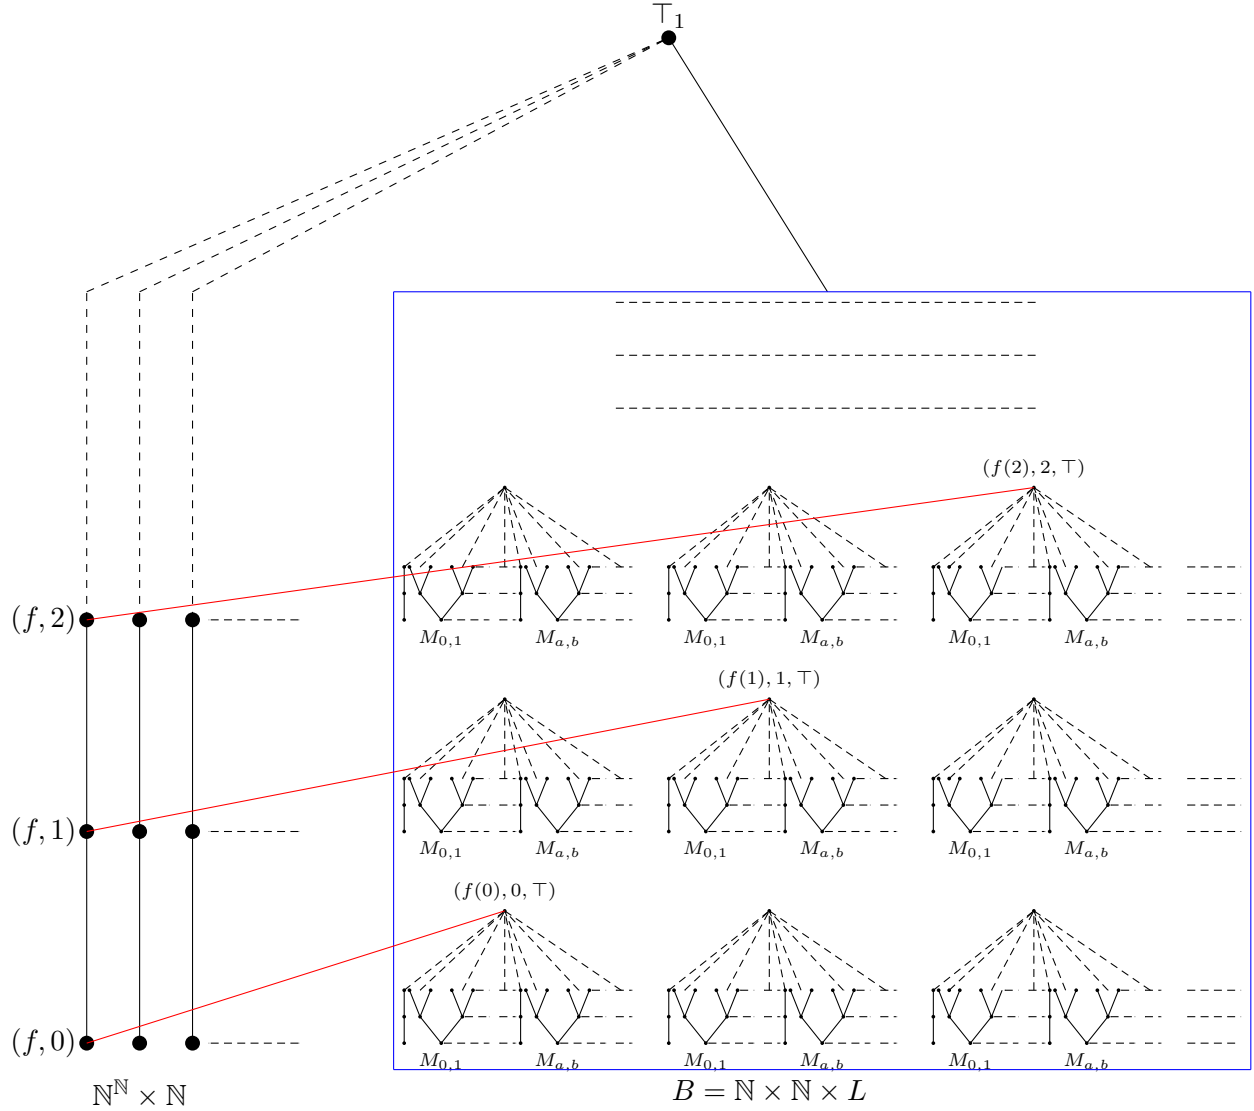 ⊤₁
(f(2), 2, ⊤)
(f, 2)
M₀,₁ Mₐ,b M₀,₁ Mₐ,b M₀,₁ Mₐ,b
(f(1), 1, ⊤)
(f, 1)
M₀,₁ Mₐ,b M₀,₁ Mₐ,b M₀,₁ Mₐ,b
(f(0), 0, ⊤)
(f, 0)
M₀,₁ Mₐ,b M₀,₁ Mₐ,b M₀,₁ Mₐ,b
ℕ^ℕ × ℕ
B = ℕ × ℕ × L